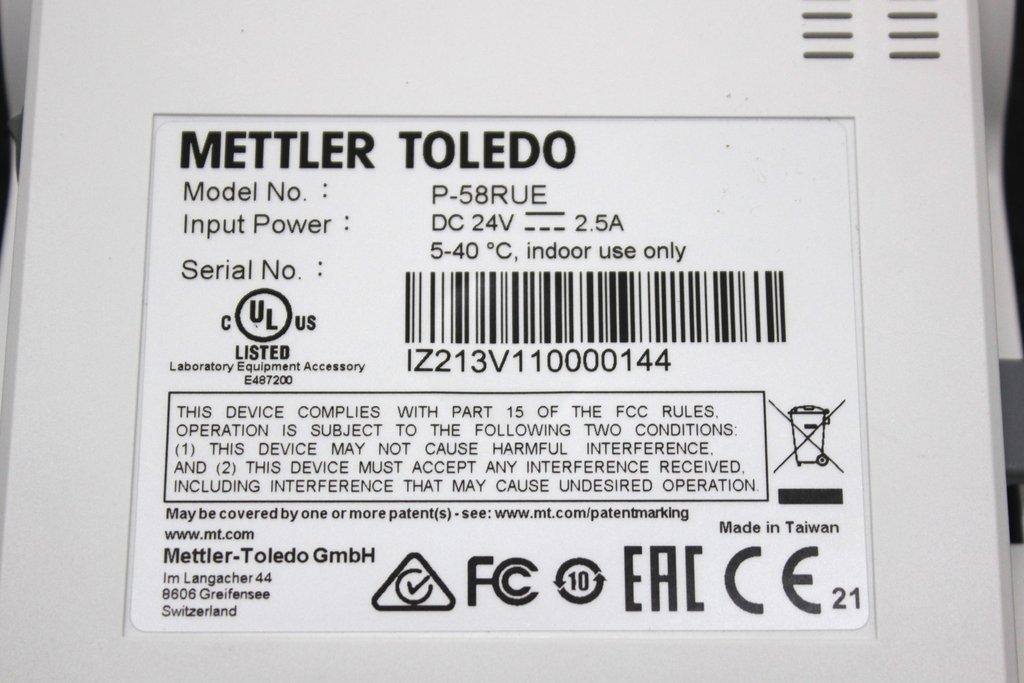 METTLER TOLEDO
Model No. : P-58RUE
Input Power : DC 24V 2.5A
5-40 °C, indoor use only
Serial No. :
IZ213V110000144
C UL US
LISTED
Laboratory Equipment Accessory
E487200
THIS DEVICE COMPLIES WITH PART 15 OF THE FCC RULES,
OPERATION IS SUBJECT TO THE FOLLOWING TWO CONDITIONS:
(1) THIS DEVICE MAY NOT CAUSE HARMFUL INTERFERENCE,
AND (2) THIS DEVICE MUST ACCEPT ANY INTERFERENCE RECEIVED,
INCLUDING INTERFERENCE THAT MAY CAUSE UNDESIRED OPERATION.
May be covered by one or more patent(s) - see: www.mt.com/patentmarking
Made in Taiwan
www.mt.com
Mettler-Toledo GmbH
Im Langacher 44
8606 Greifensee
Switzerland
FC 10 EAC CE 21